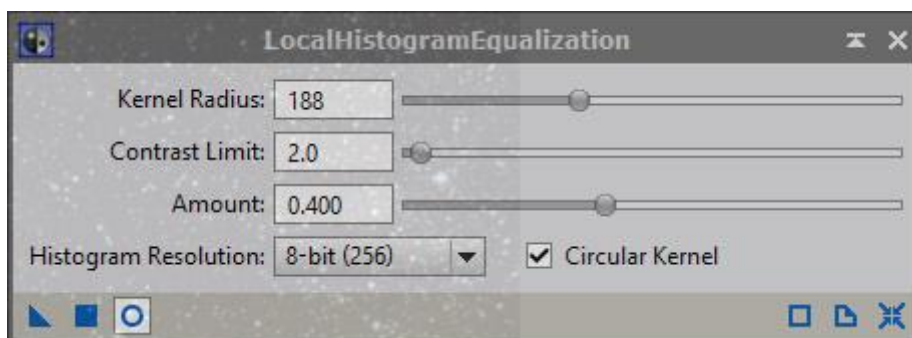 LocalHistogramEqualization
Kernel Radius: 188
Contrast Limit: 2.0
Amount: 0.400
Histogram Resolution: 8-bit (256) Circular Kernel